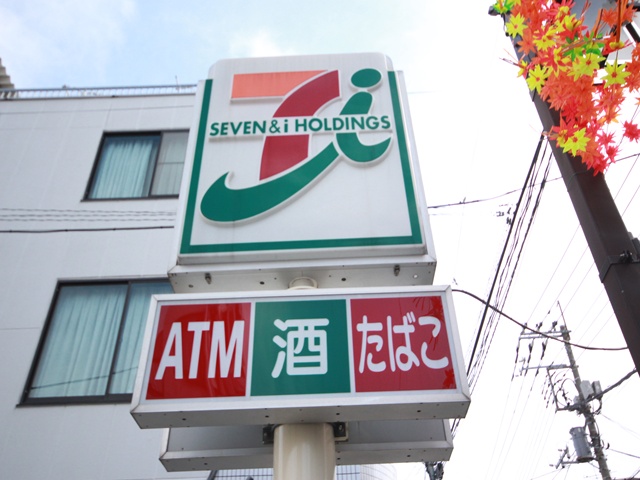 SEVEN&i HOLDINGS
ATM 酒 たばこ